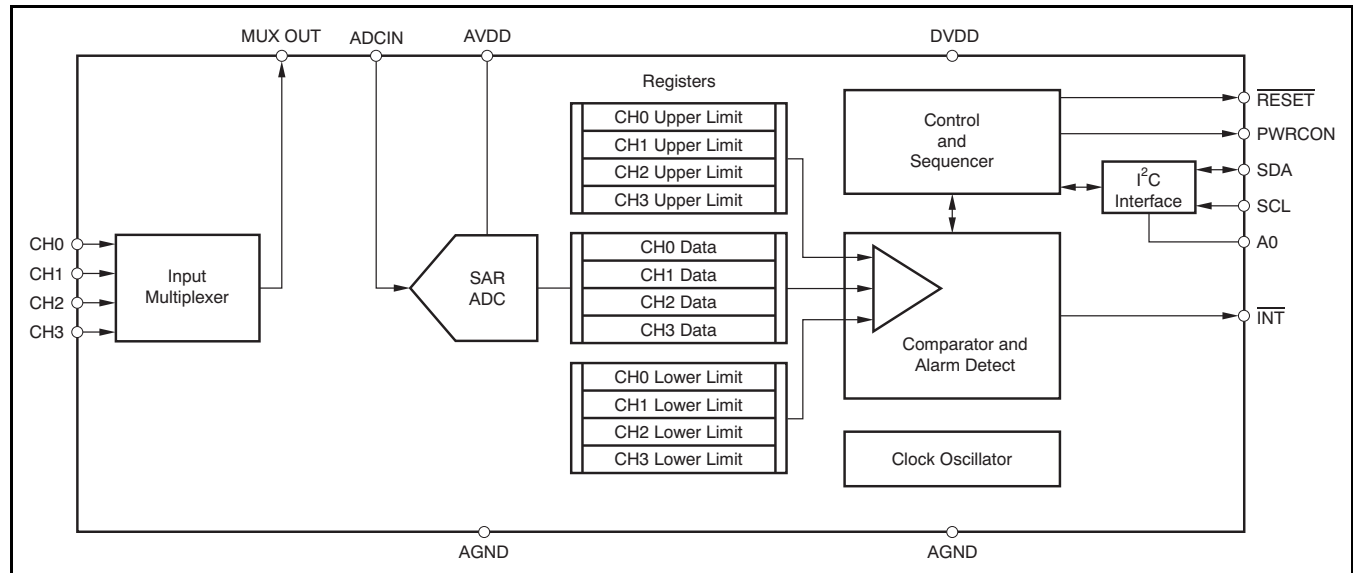 MUX OUT
ADCIN
AVDD
DVDD
Registers
CH0 Upper Limit
CH1 Upper Limit
CH2 Upper Limit
CH3 Upper Limit
Control
and
Sequencer
RESET
PWRCON
I2C
Interface
SDA
SCL
A0
CH0
CH1
CH2
CH3
Input
Multiplexer
SAR
ADC
CH0 Data
CH1 Data
CH2 Data
CH3 Data
Comparator and
Alarm Detect
INT
CH0 Lower Limit
CH1 Lower Limit
CH2 Lower Limit
CH3 Lower Limit
Clock Oscillator
AGND
AGND